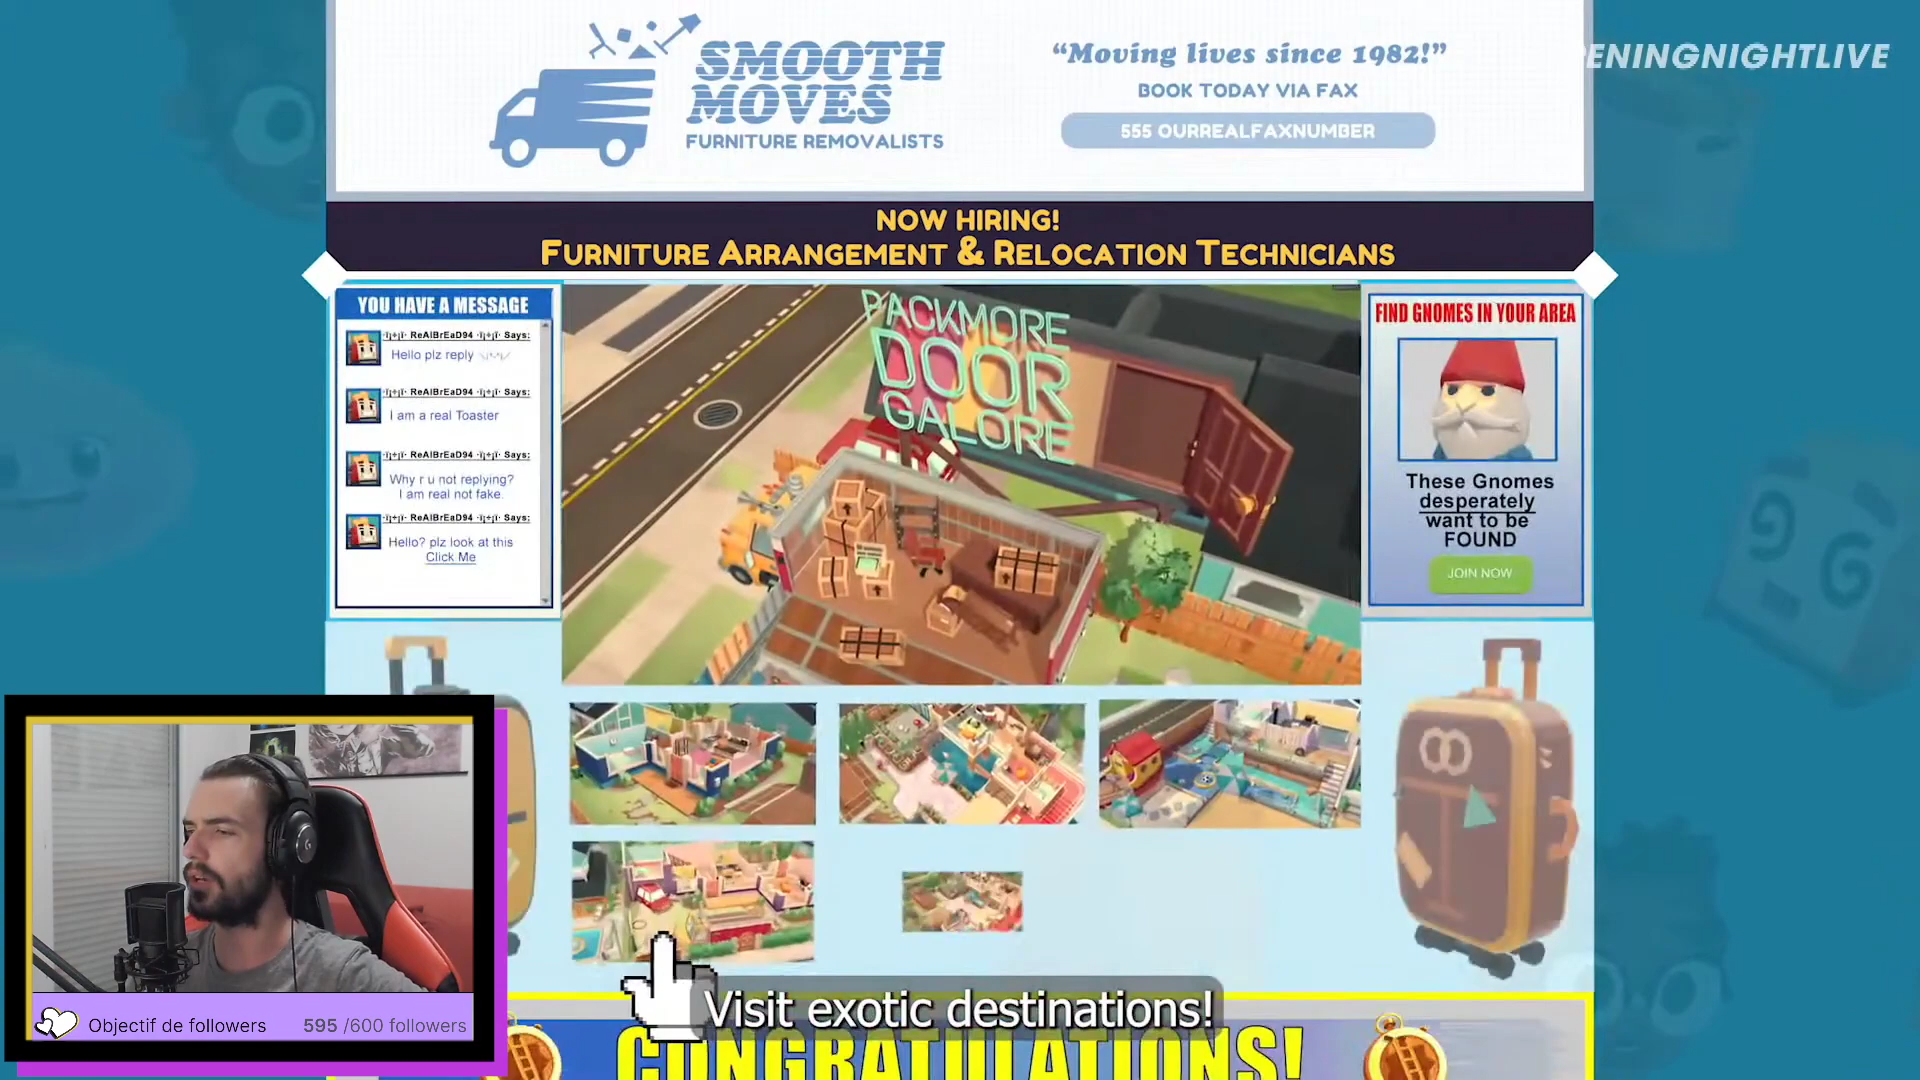 SMOOTH
MOVES
FURNITURE REMOVALISTS
“Moving lives since 1982!”
BOOK TODAY VIA FAX
555 OURREALFAXNUMBER
ENINGNIGHTLIVE
NOW HIRING!
FURNITURE ARRANGEMENT & RELOCATION TECHNICIANS
YOU HAVE A MESSAGE
ReAlBrEaD94 Says:
Hello plz reply
ReAlBrEaD94 Says:
I am a real Toaster
ReAlBrEaD94 Says:
Why r u not replying?
I am real not fake.
ReAlBrEaD94 Says:
Hello? plz look at this
Click Me
PACKMORE
DOOR
GALORE
FIND GNOMES IN YOUR AREA
These Gnomes
desperately
want to be
FOUND
JOIN NOW
Visit exotic destinations!
CONGRATULATIONS!
Objectif de followers 595 /600 followers